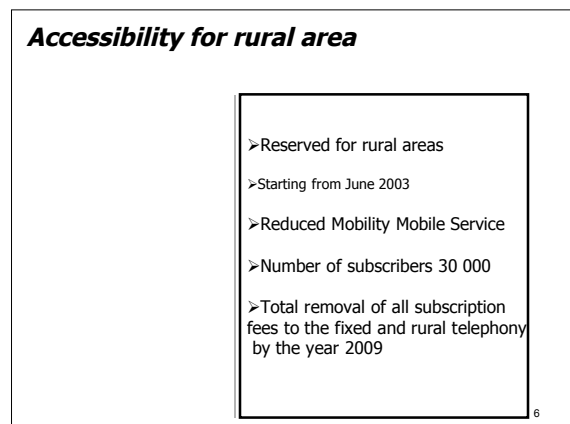 Accessibility for rural area
➢Reserved for rural areas
➢Starting from June 2003
➢Reduced Mobility Mobile Service
➢Number of subscribers 30 000
➢Total removal of all subscription
fees to the fixed and rural telephony
by the year 2009
6